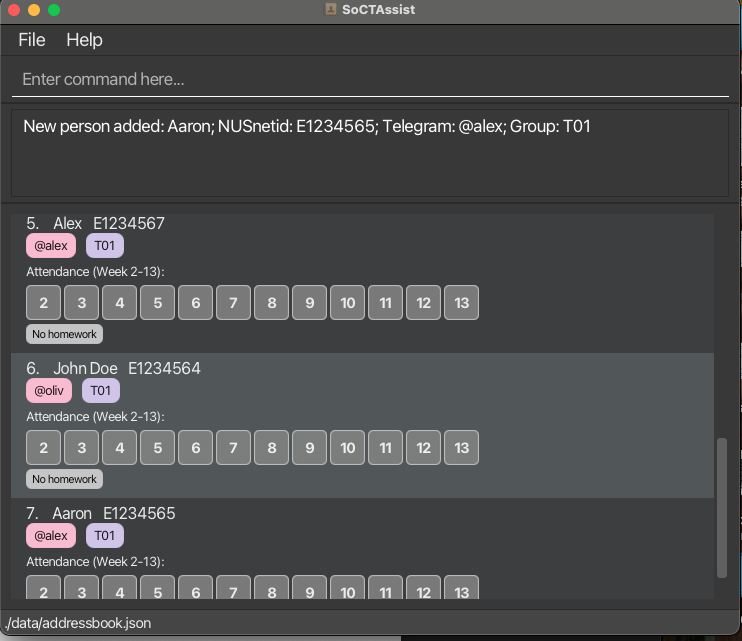 SoCTAssist
File Help
Enter command here...
New person added: Aaron; NUSnetid: E1234565; Telegram: @alex; Group: T01
5. Alex E1234567
@alex T01
Attendance (Week 2-13):
2 3 4 5 6 7 8 9 10 11 12 13
No homework
6. John Doe E1234564
@oliv T01
Attendance (Week 2-13):
2 3 4 5 6 7 8 9 10 11 12 13
No homework
7. Aaron E1234565
@alex T01
Attendance (Week 2-13):
2 3 4 5 6 7 8 9 10 11 12 13
./data/addressbook.json